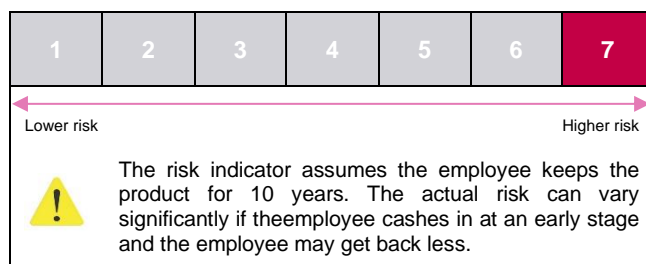 1 2 3 4 5 6 7
Lower risk Higher risk
The risk indicator assumes the employee keeps the
product for 10 years. The actual risk can vary
significantly if theemployee cashes in at an early stage
and the employee may get back less.